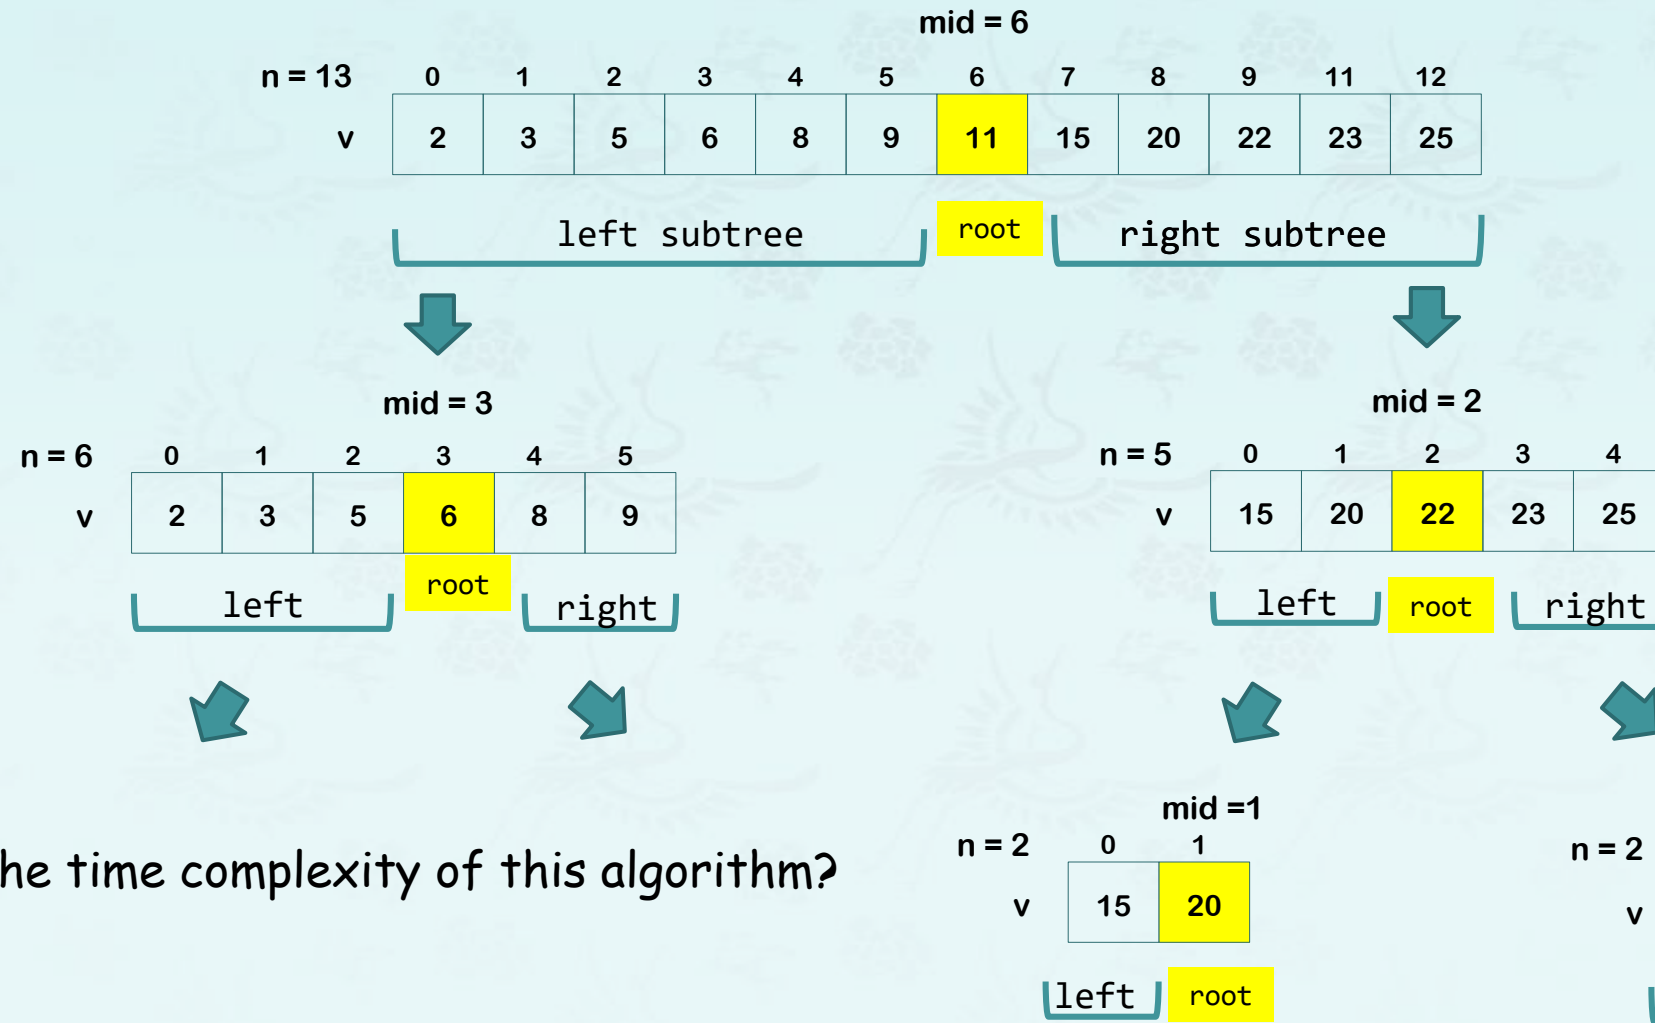 mid = 6
n = 13 0 1 2 3 4 5 6 7 8 9 11 12
v 2 3 5 6 8 9 11 15 20 22 23 25
left subtree root right subtree
mid = 3
n = 6 0 1 2 3 4 5
v 2 3 5 6 8 9
left root right
mid = 2
n = 5 0 1 2 3 4
v 15 20 22 23 25
left root right
he time complexity of this algorithm?
mid =1
n = 2 0 1
v 15 20
left root
n = 2
v